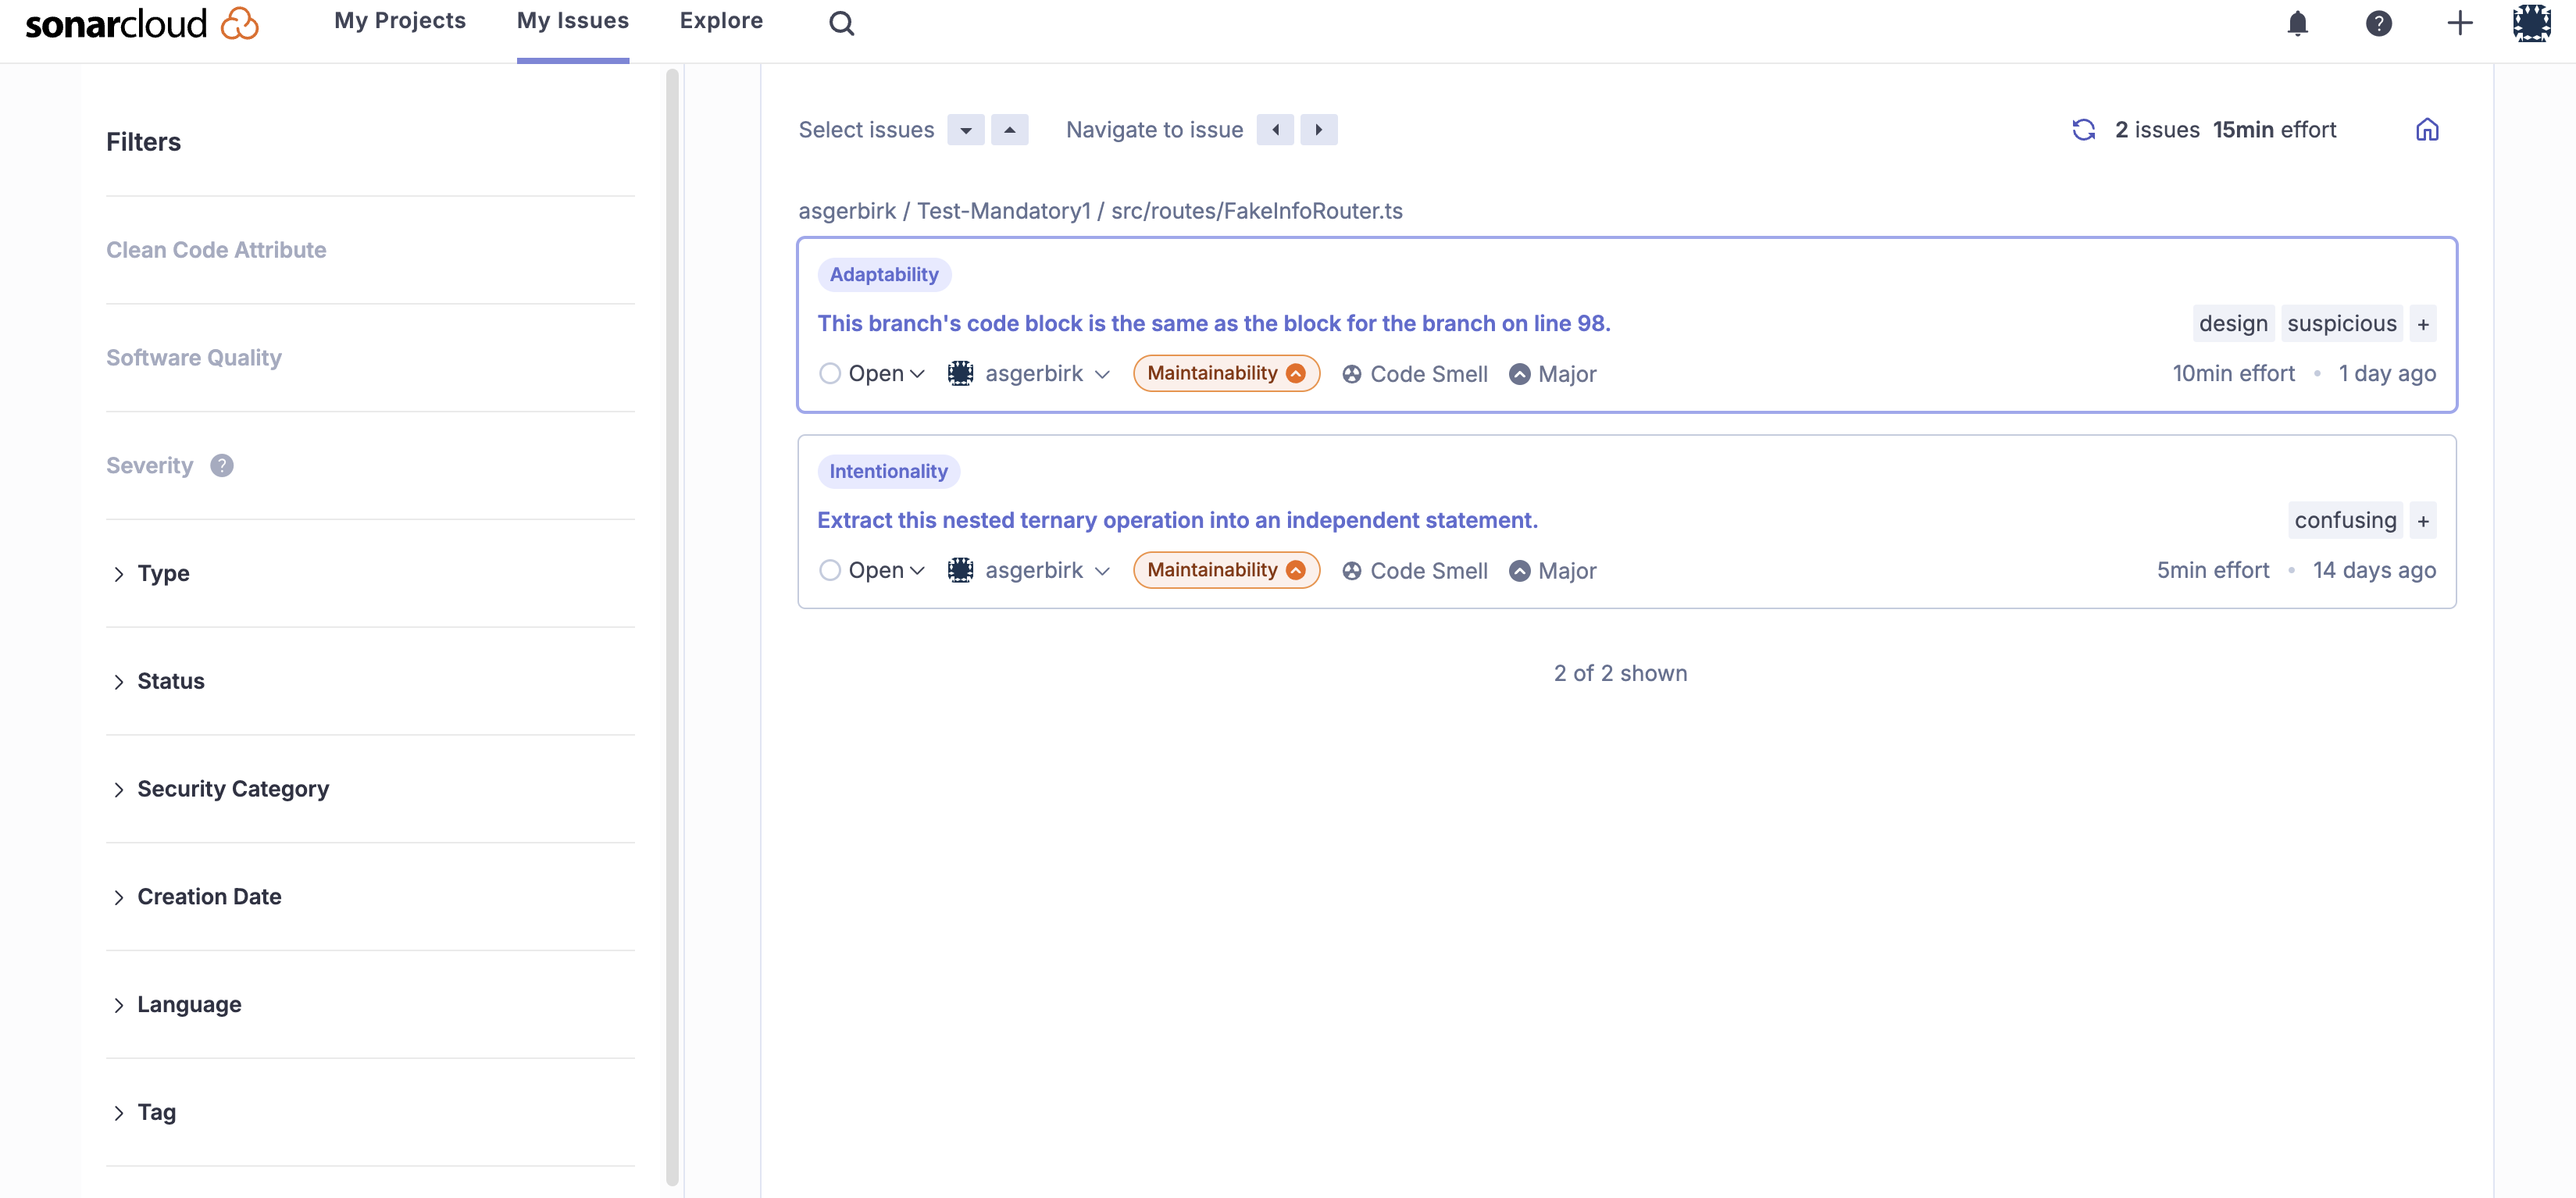 sonarcloud My Projects My Issues Explore ?
Filters
Clean Code Attribute
Software Quality
Severity ?
Type
Status
Security Category
Creation Date
Language
Tag
Select issues Navigate to issue 2 issues 15min effort
asgerbirk / Test-Mandatory1 / src/routes/FakeInfoRouter.ts
Adaptability
This branch's code block is the same as the block for the branch on line 98. design suspicious +
Open asgerbirk Maintainability Code Smell Major 10min effort • 1 day ago
Intentionality
Extract this nested ternary operation into an independent statement. confusing +
Open asgerbirk Maintainability Code Smell Major 5min effort • 14 days ago
2 of 2 shown